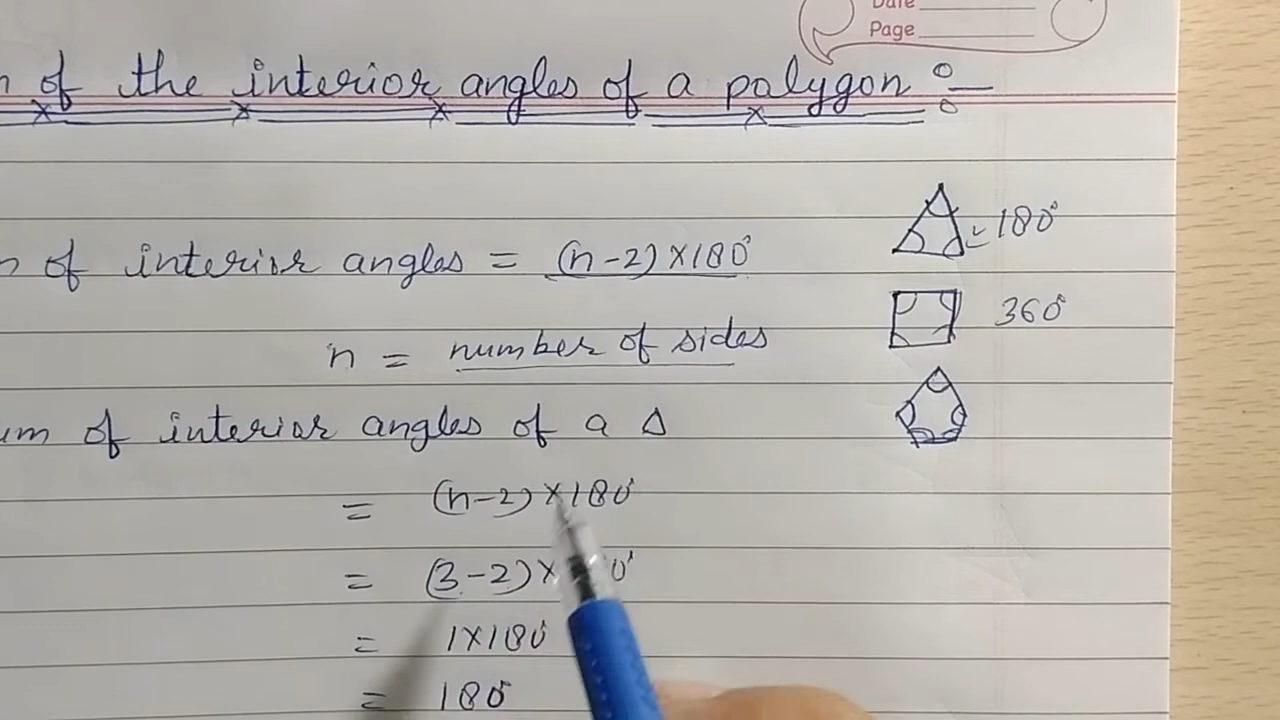 Date
Page
of the interior angles of a polygon :-
of interior angles = (n-2)×180°
180°
360°
n = number of sides
of interior angles of a Δ
= (n-2)×180°
= (3-2)×
= 1×180°
= 180°